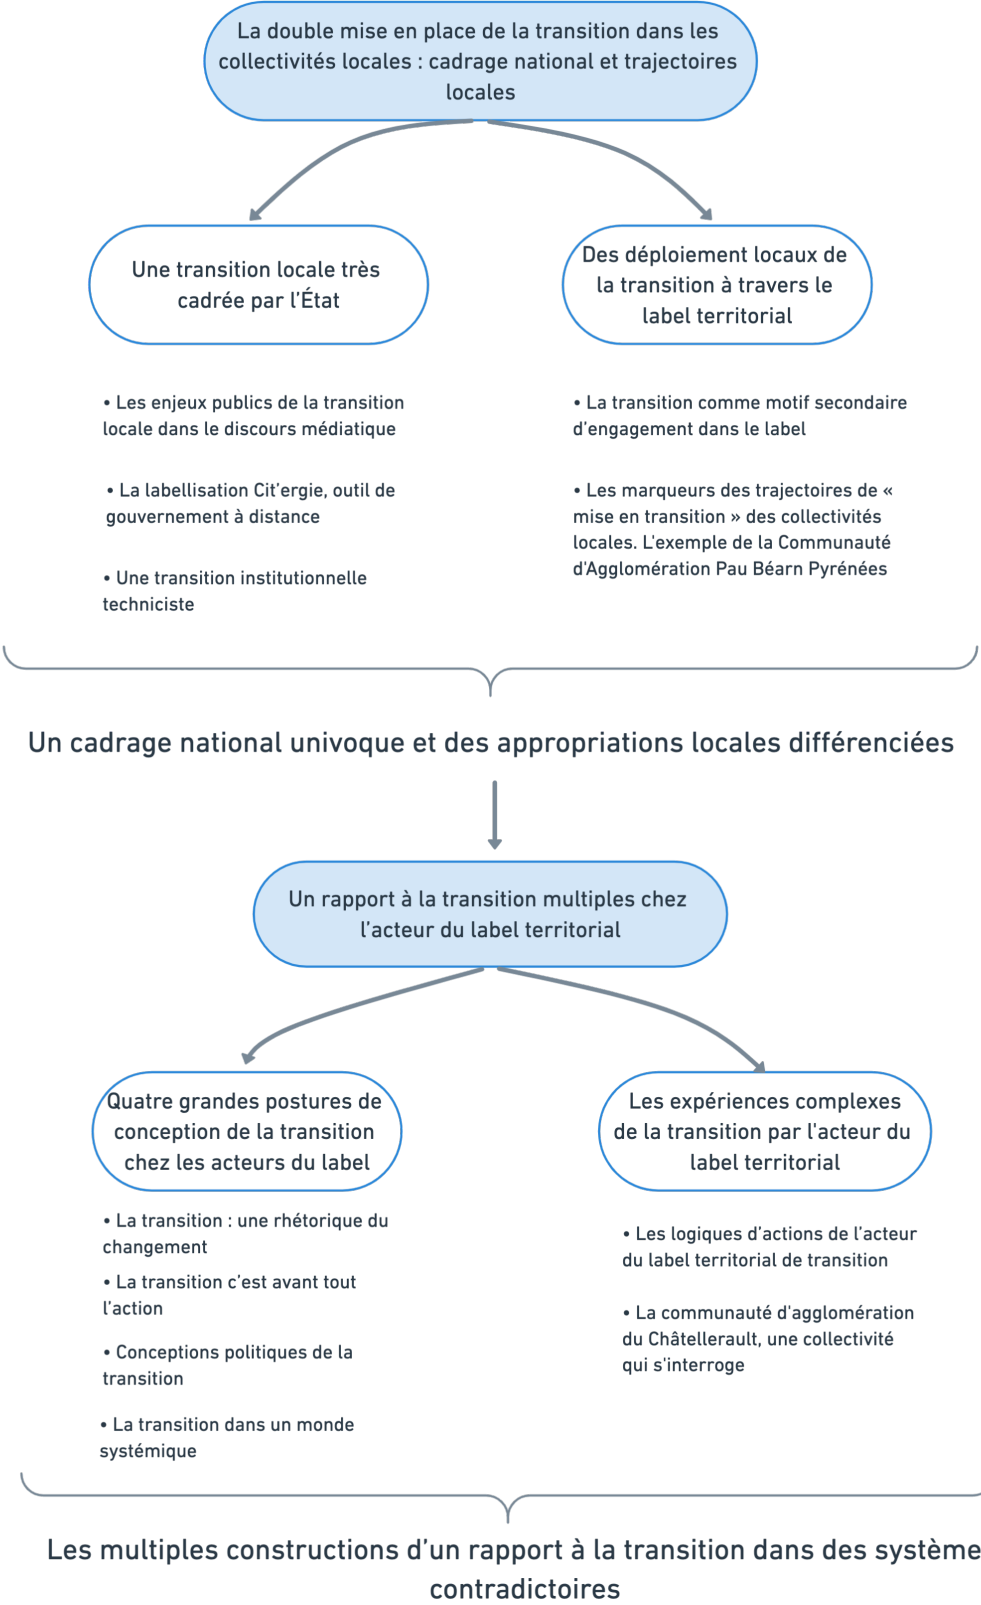 La double mise en place de la transition dans les
collectivités locales : cadrage national et trajectoires
locales
Une transition locale très
cadrée par l’État
Des déploiement locaux de
la transition à travers le
label territorial
• Les enjeux publics de la transition
locale dans le discours médiatique
• La labellisation Cit’ergie, outil de
gouvernement à distance
• Une transition institutionnelle
techniciste
• La transition comme motif secondaire
d’engagement dans le label
• Les marqueurs des trajectoires de «
mise en transition » des collectivités
locales. L'exemple de la Communauté
d'Agglomération Pau Béarn Pyrénées
Un cadrage national univoque et des appropriations locales différenciées
Un rapport à la transition multiples chez
l’acteur du label territorial
Quatre grandes postures de
conception de la transition
chez les acteurs du label
Les expériences complexes
de la transition par l'acteur du
label territorial
• La transition : une rhétorique du
changement
• La transition c’est avant tout
l’action
• Conceptions politiques de la
transition
• La transition dans un monde
systémique
• Les logiques d’actions de l’acteur
du label territorial de transition
• La communauté d'agglomération
du Châtellerault, une collectivité
qui s'interroge
Les multiples constructions d’un rapport à la transition dans des système
contradictoires